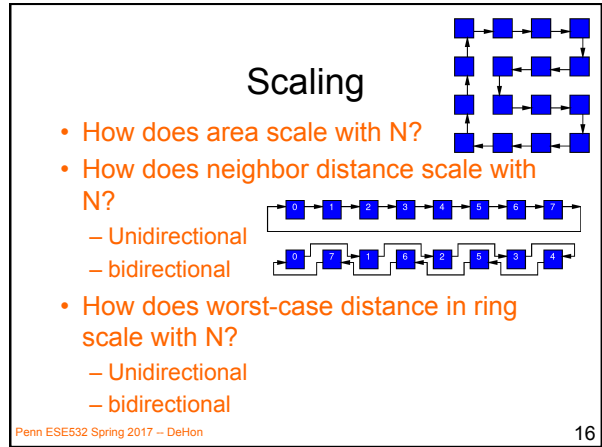 Scaling
• How does area scale with N?
• How does neighbor distance scale with
N?
– Unidirectional
– bidirectional
0 1 2 3 4 5 6 7
0 7 1 6 2 5 3 4
• How does worst-case distance in ring
scale with N?
– Unidirectional
– bidirectional
Penn ESE532 Spring 2017 -- DeHon
16